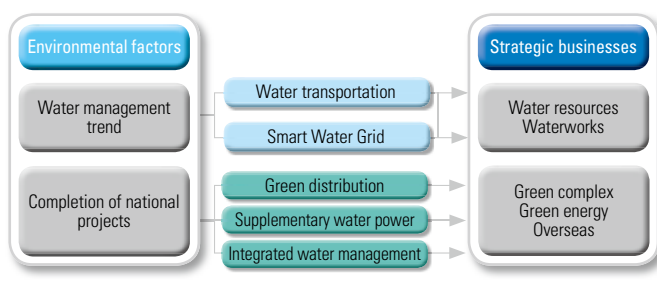 Environmental factors
Water management
trend
Completion of national
projects
Water transportation
Smart Water Grid
Green distribution
Supplementary water power
Integrated water management
Strategic businesses
Water resources
Waterworks
Green complex
Green energy
Overseas